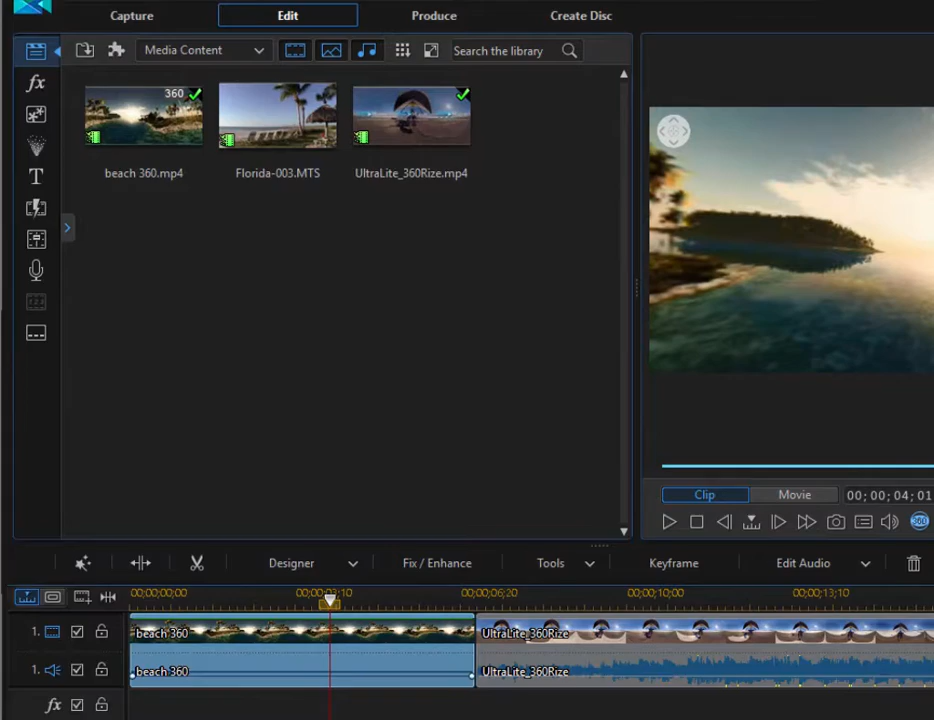 Capture Edit Produce Create Disc
Media Content Search the library
fx
360
T
beach 360.mp4 Florida-003.MTS UltraLite_360Rize.mp4
Clip Movie 00; 00; 04; 01
360
Designer Fix / Enhance Tools Keyframe Edit Audio
00;00;00;00 00;00;03;10 00;00;06;20 00;00;10;00 00;00;13;10
1. beach 360 UltraLite_360Rize
1. beach 360 UltraLite_360Rize
fx